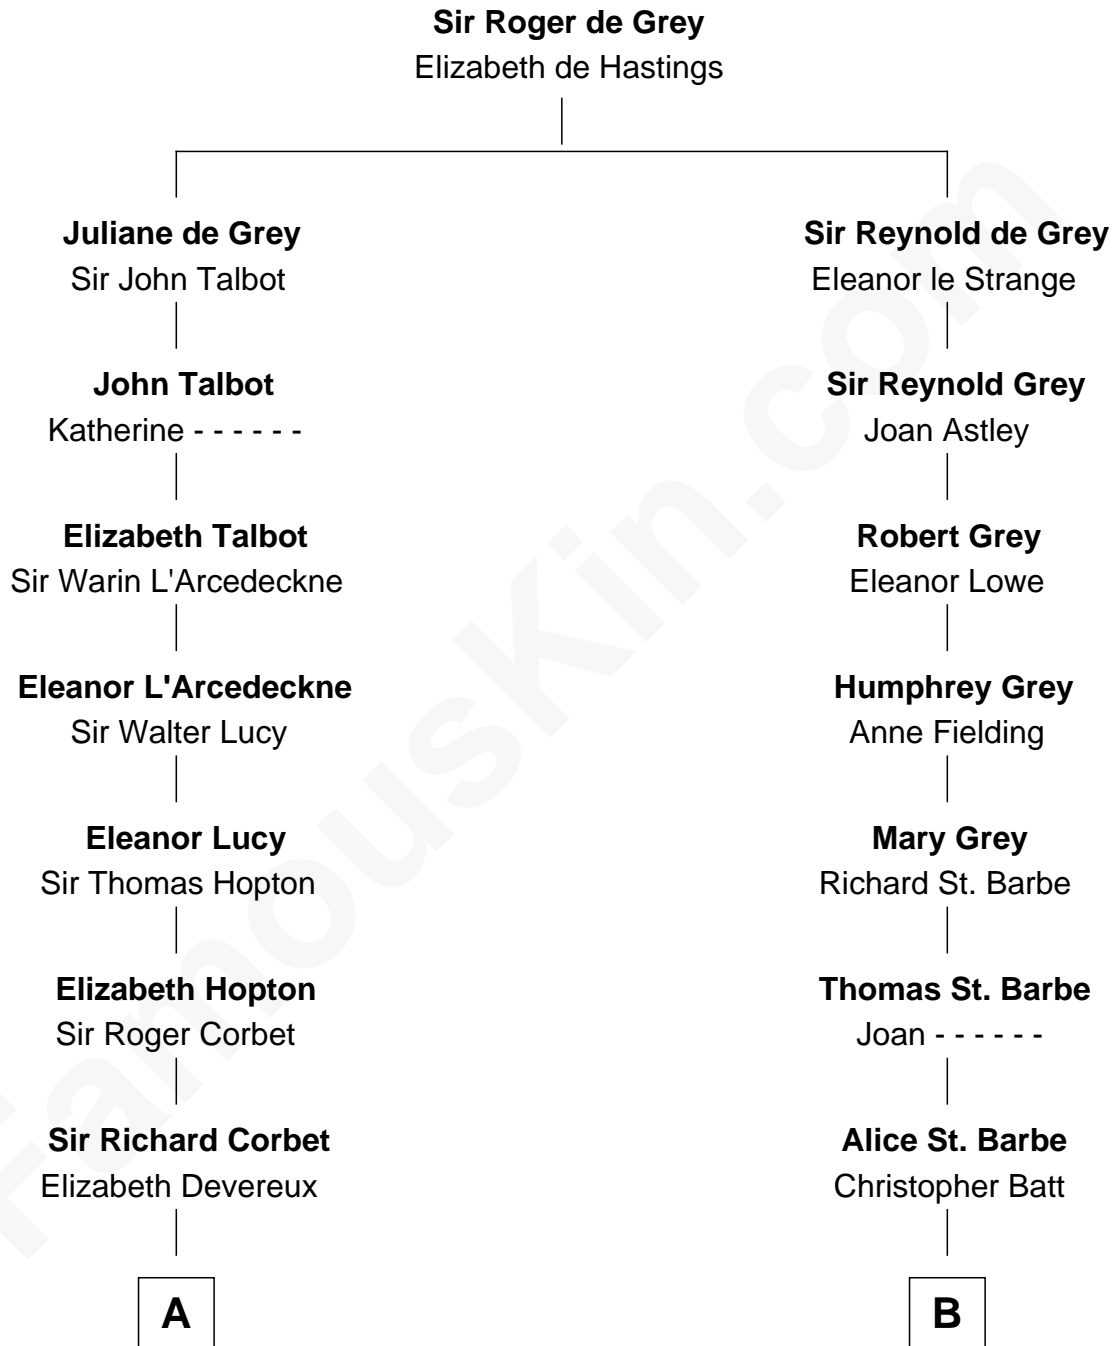 Sir Roger de Grey
Elizabeth de Hastings
Juliane de Grey
Sir John Talbot
Sir Reynold de Grey
Eleanor le Strange
John Talbot
Katherine - - - - - -
Sir Reynold Grey
Joan Astley
Elizabeth Talbot
Sir Warin L'Arcedeckne
Robert Grey
Eleanor Lowe
Eleanor L'Arcedeckne
Sir Walter Lucy
Humphrey Grey
Anne Fielding
Eleanor Lucy
Sir Thomas Hopton
Mary Grey
Richard St. Barbe
Elizabeth Hopton
Sir Roger Corbet
Thomas St. Barbe
Joan - - - - - -
Sir Richard Corbet
Elizabeth Devereux
Alice St. Barbe
Christopher Batt
A
B
FamousKin.com